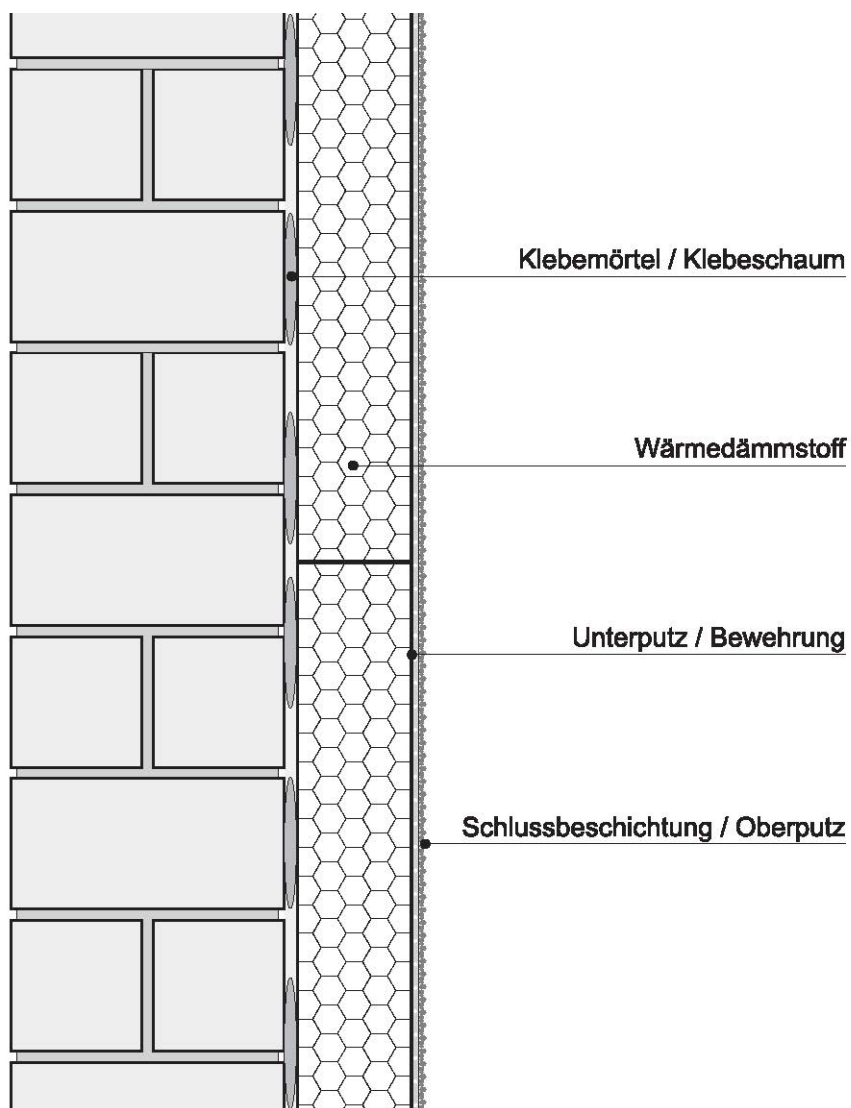 Klebemörtel / Klebeschaum
Wärmedämmstoff
Unterputz / Bewehrung
Schlussbeschichtung / Oberputz